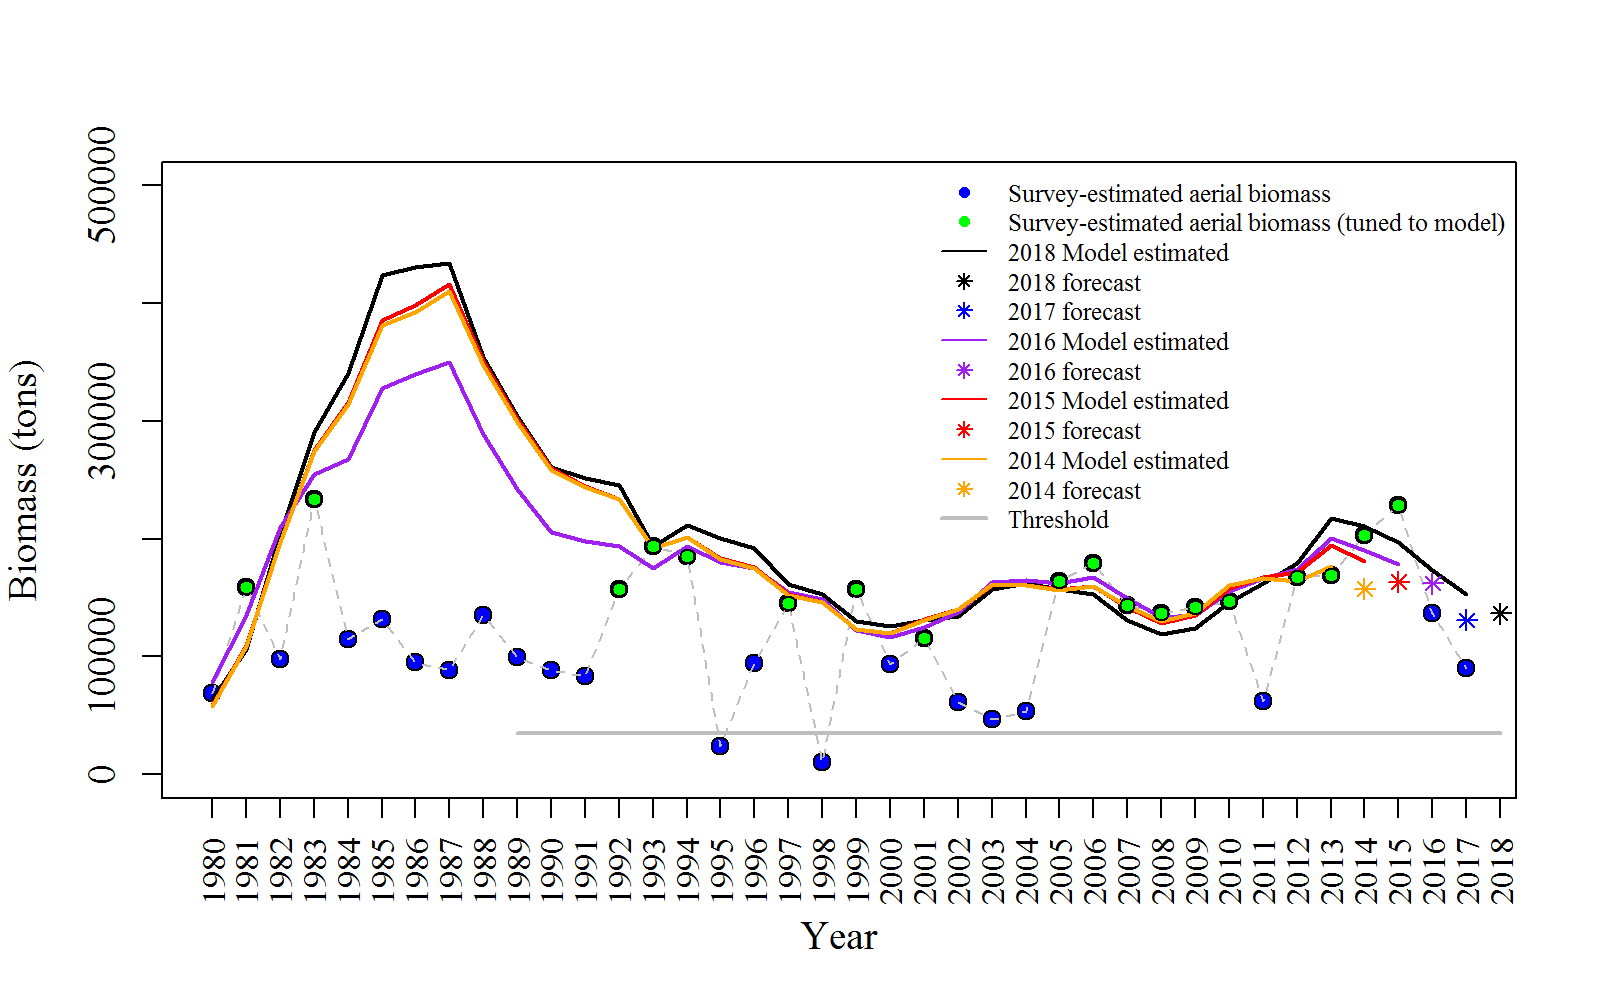 500000
300000
100000
0
Biomass (tons)
Survey-estimated aerial biomass
Survey-estimated aerial biomass (tuned to model)
2018 Model estimated
2018 forecast
2017 forecast
2016 Model estimated
2016 forecast
2015 Model estimated
2015 forecast
2014 Model estimated
2014 forecast
Threshold
1980 1981 1982 1983 1984 1985 1986 1987 1988 1989 1990 1991 1992 1993 1994 1995 1996 1997 1998 1999 2000 2001 2002 2003 2004 2005 2006 2007 2008 2009 2010 2011 2012 2013 2014 2015 2016 2017 2018
Year